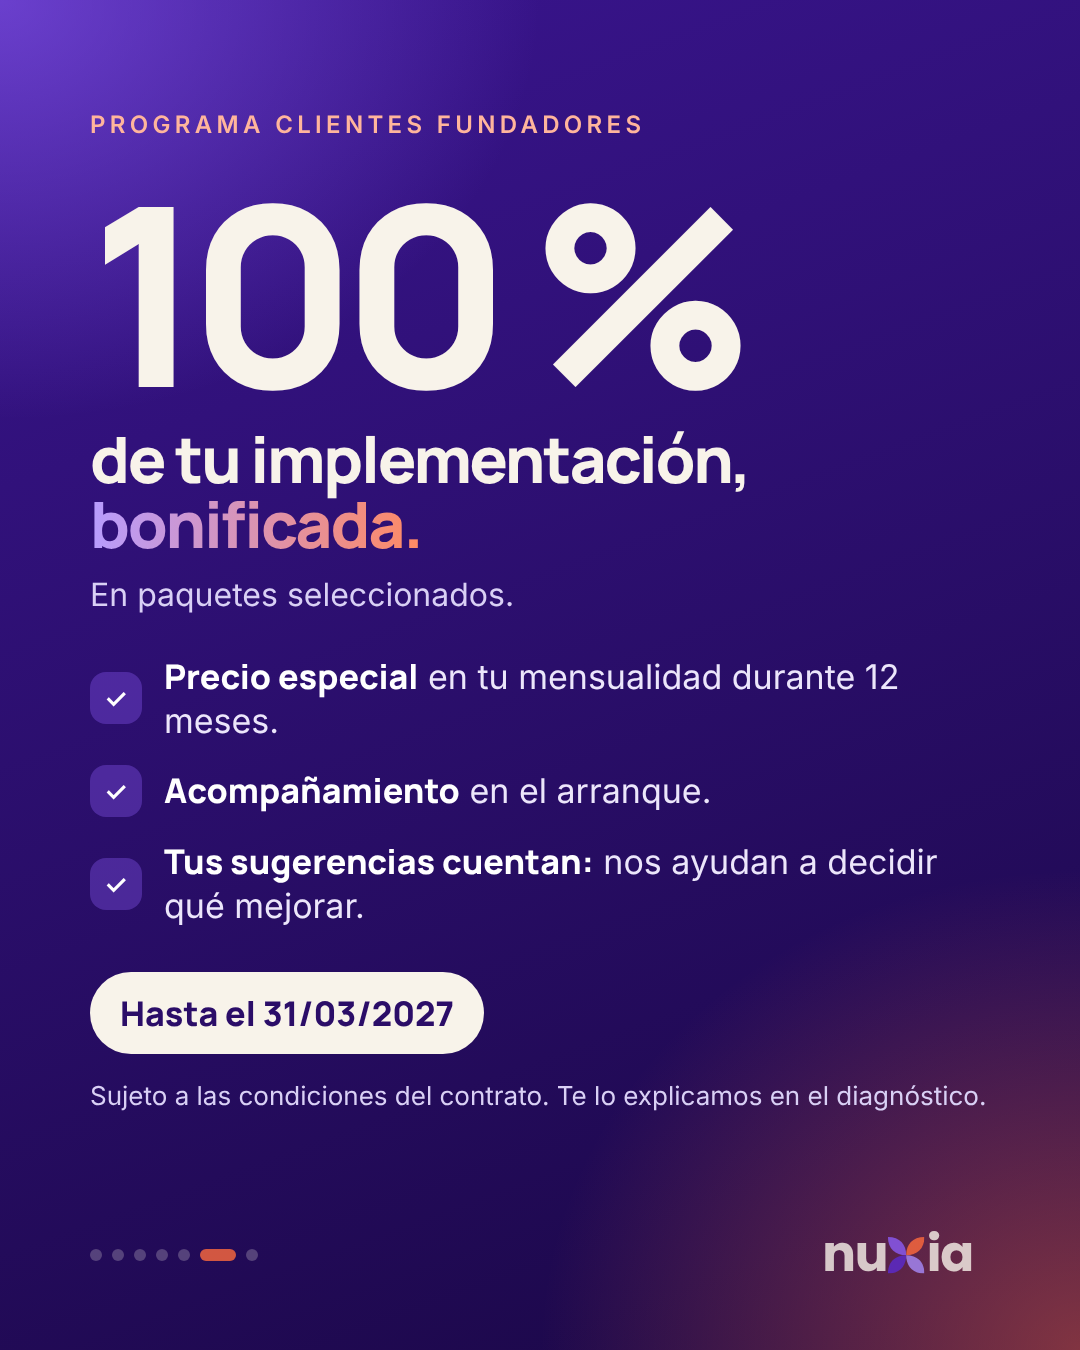 PROGRAMA CLIENTES FUNDADORES
100 %
de tu implementación,
bonificada.
En paquetes seleccionados.
Precio especial en tu mensualidad durante 12
meses.
Acompañamiento en el arranque.
Tus sugerencias cuentan: nos ayudan a decidir
qué mejorar.
Hasta el 31/03/2027
Sujeto a las condiciones del contrato. Te lo explicamos en el diagnóstico.
nuxia